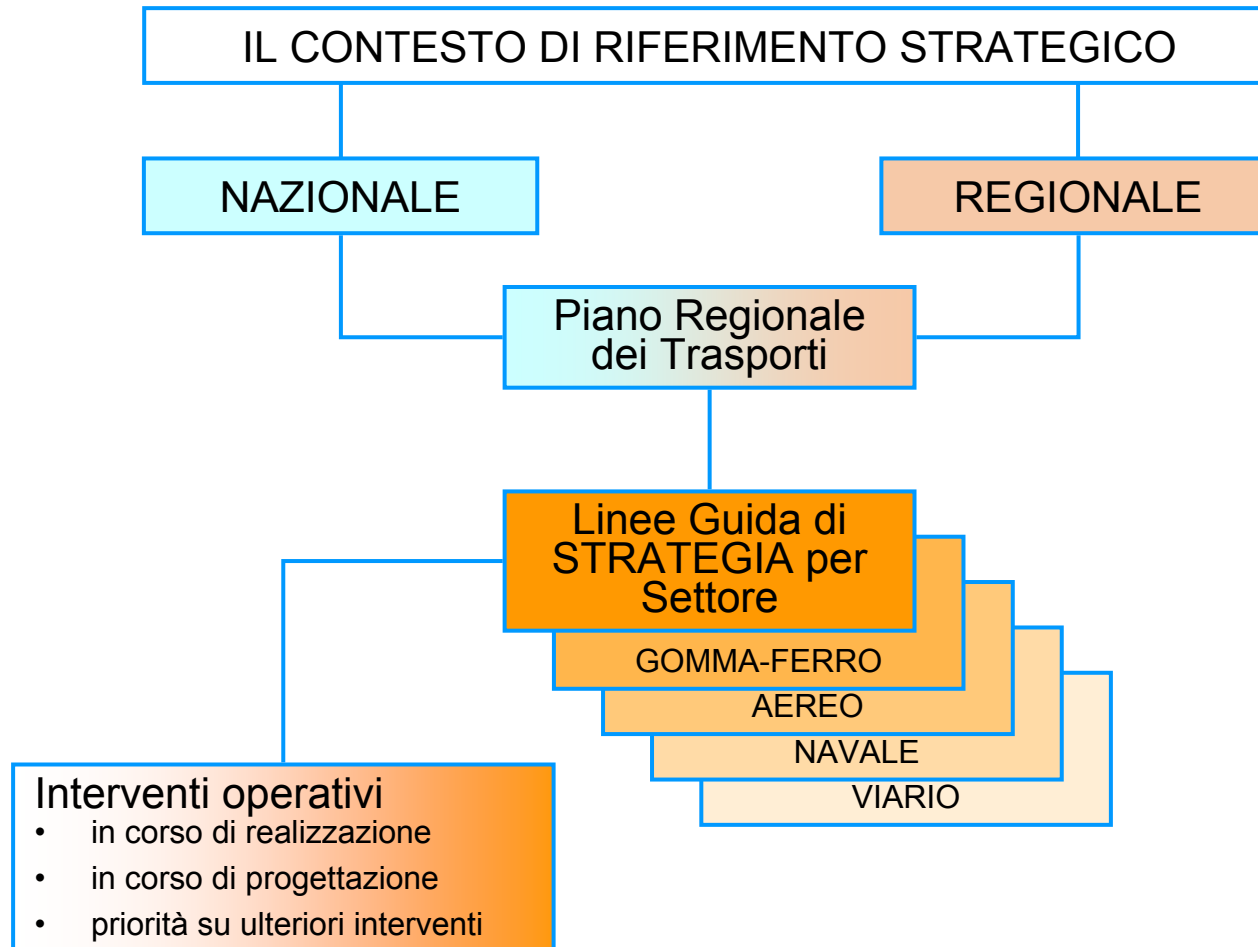 IL CONTESTO DI RIFERIMENTO STRATEGICO
NAZIONALE
REGIONALE
Piano Regionale
dei Trasporti
Linee Guida di
STRATEGIA per
Settore
GOMMA-FERRO
AEREO
NAVALE
VIARIO
Interventi operativi
• in corso di realizzazione
• in corso di progettazione
• priorità su ulteriori interventi